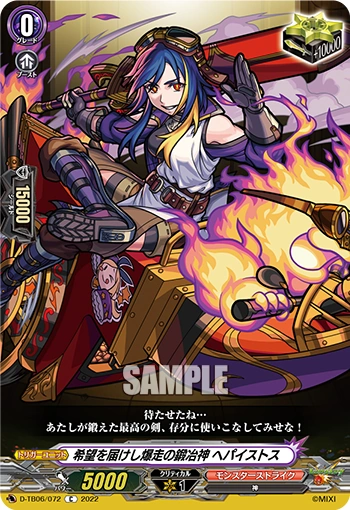 0
グレード
ブースト
+10000
15000
シールド
SAMPLE
待たせたね…
あたしが鍛えた最高の剣、存分に使いこなしてみせな!
トリガーユニット
希望を届けし爆走の鍛冶神 ヘパイストス
D-TB06/072 C 2022
©MIXI
パワー 5000
クリティカル
1
モンスターストライク
神